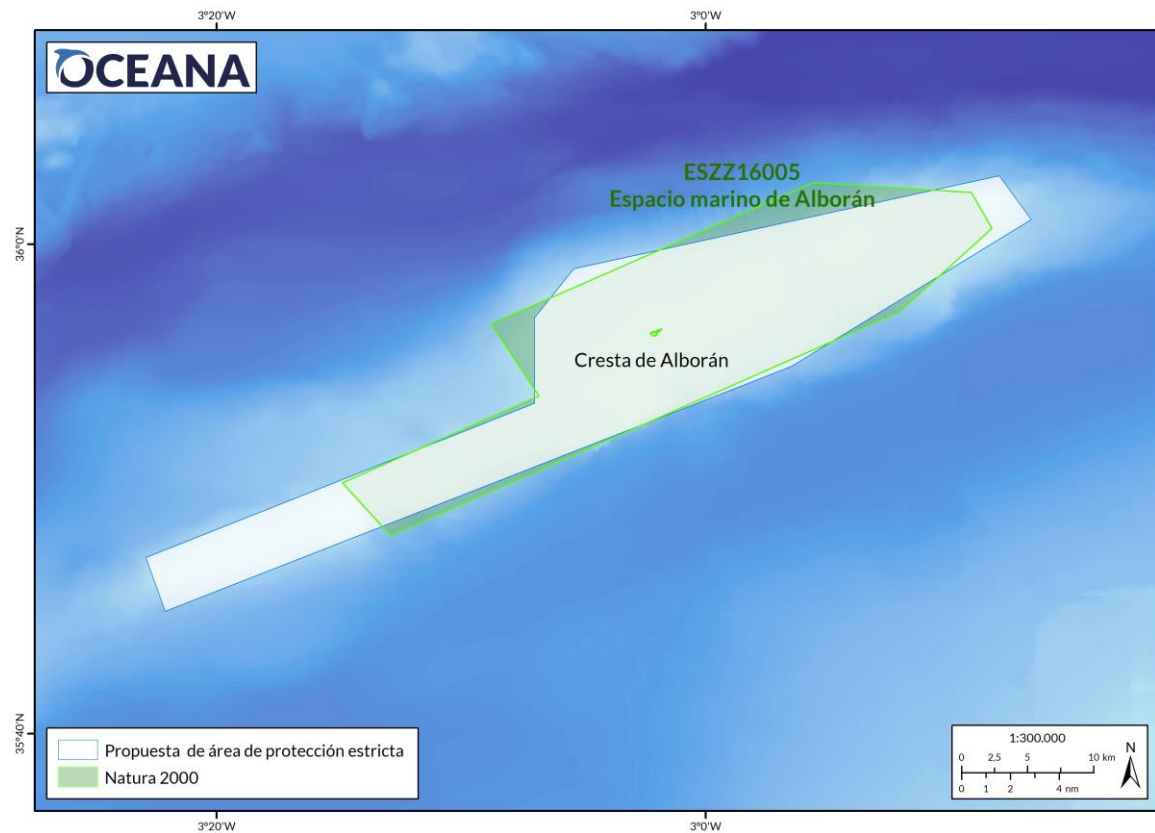 3°20'W
3°0'W
OCEANA
ESZZ16005
Espacio marino de Alborán
36°0'N
Cresta de Alborán
35°40'N
Propuesta de área de protección estricta
Natura 2000
1:300.000
N
0 2,5 5 10 km
0 1 2 4 nm
3°20'W
3°0'W